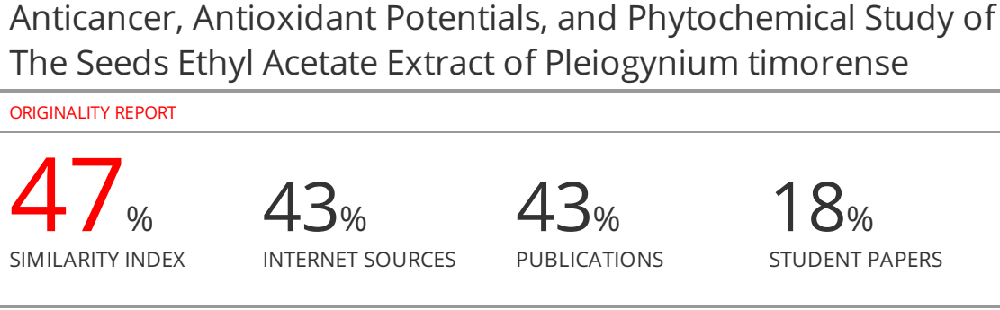 Anticancer, Antioxidant Potentials, and Phytochemical Study of
The Seeds Ethyl Acetate Extract of Pleiogynium timorense
ORIGINALITY REPORT
47%
SIMILARITY INDEX
43%
INTERNET SOURCES
43%
PUBLICATIONS
18%
STUDENT PAPERS